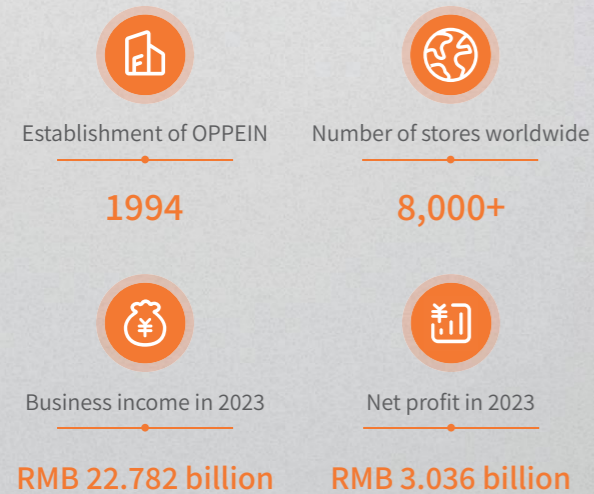 Establishment of OPPEIN
1994
Number of stores worldwide
8,000+
Business income in 2023
RMB 22.782 billion
Net profit in 2023
RMB 3.036 billion